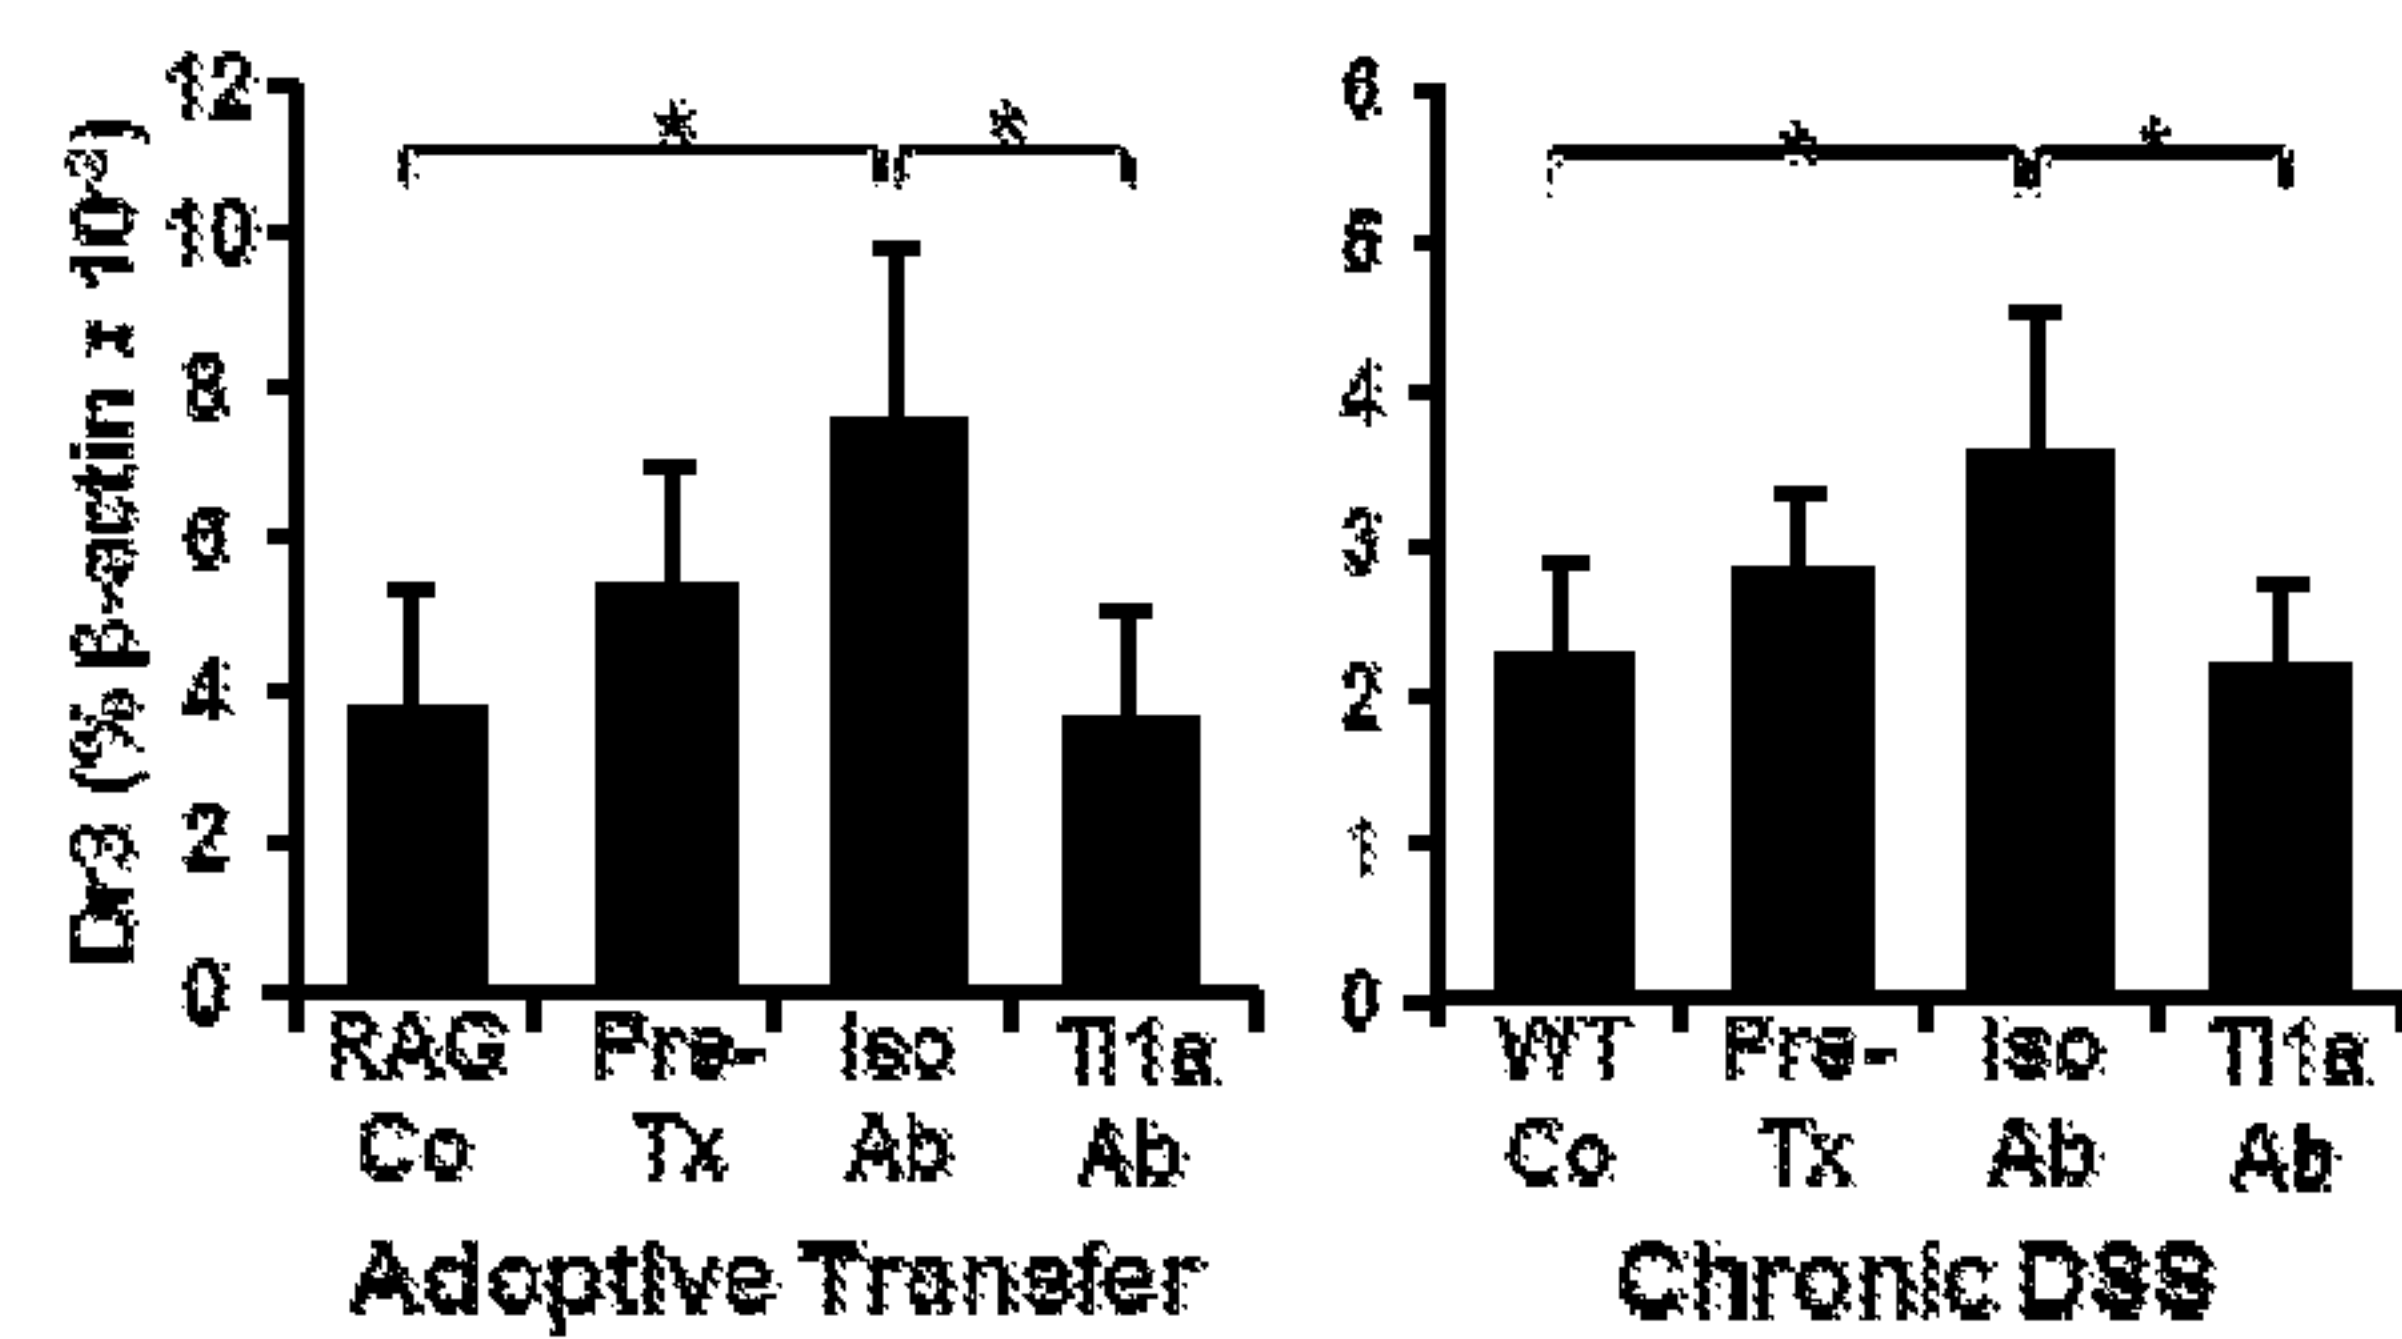 Dr3 (% β-actin x 10⁻³)
12
10
8
6
4
2
0
* *
RAG Pre- Iso Tl1a
Co Tx Ab Ab
Adoptive Transfer
6
5
4
3
2
1
0
* *
WT Pre- Iso Tl1a
Co Tx Ab Ab
Chronic DSS